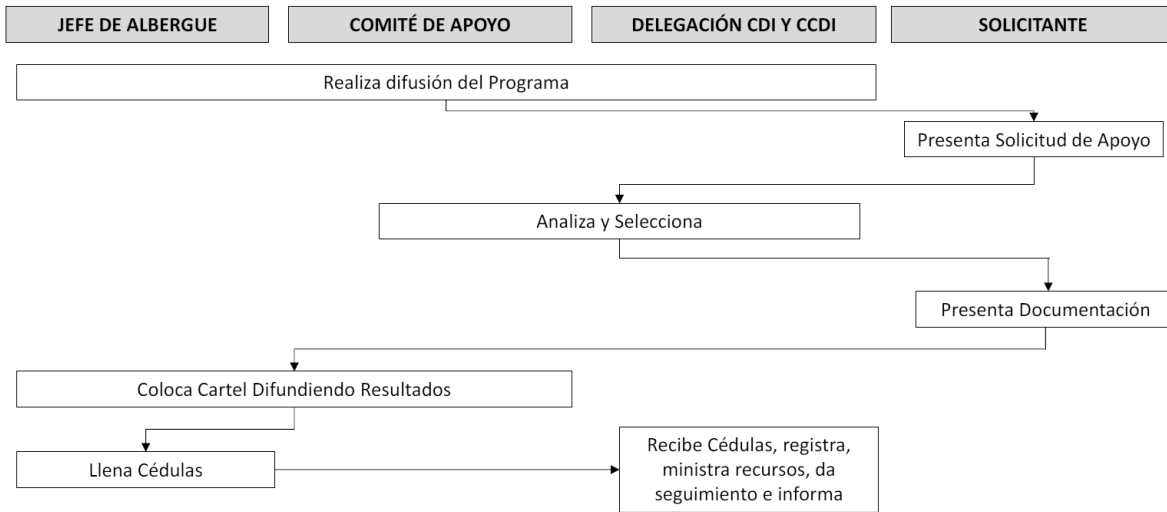 JEFE DE ALBERGUE
COMITÉ DE APOYO
DELEGACIÓN CDI Y CCDI
SOLICITANTE
Realiza difusión del Programa
Presenta Solicitud de Apoyo
Analiza y Selecciona
Presenta Documentación
Coloca Cartel Difundiendo Resultados
Llena Cédulas
Recibe Cédulas, registra,
ministra recursos, da
seguimiento e informa